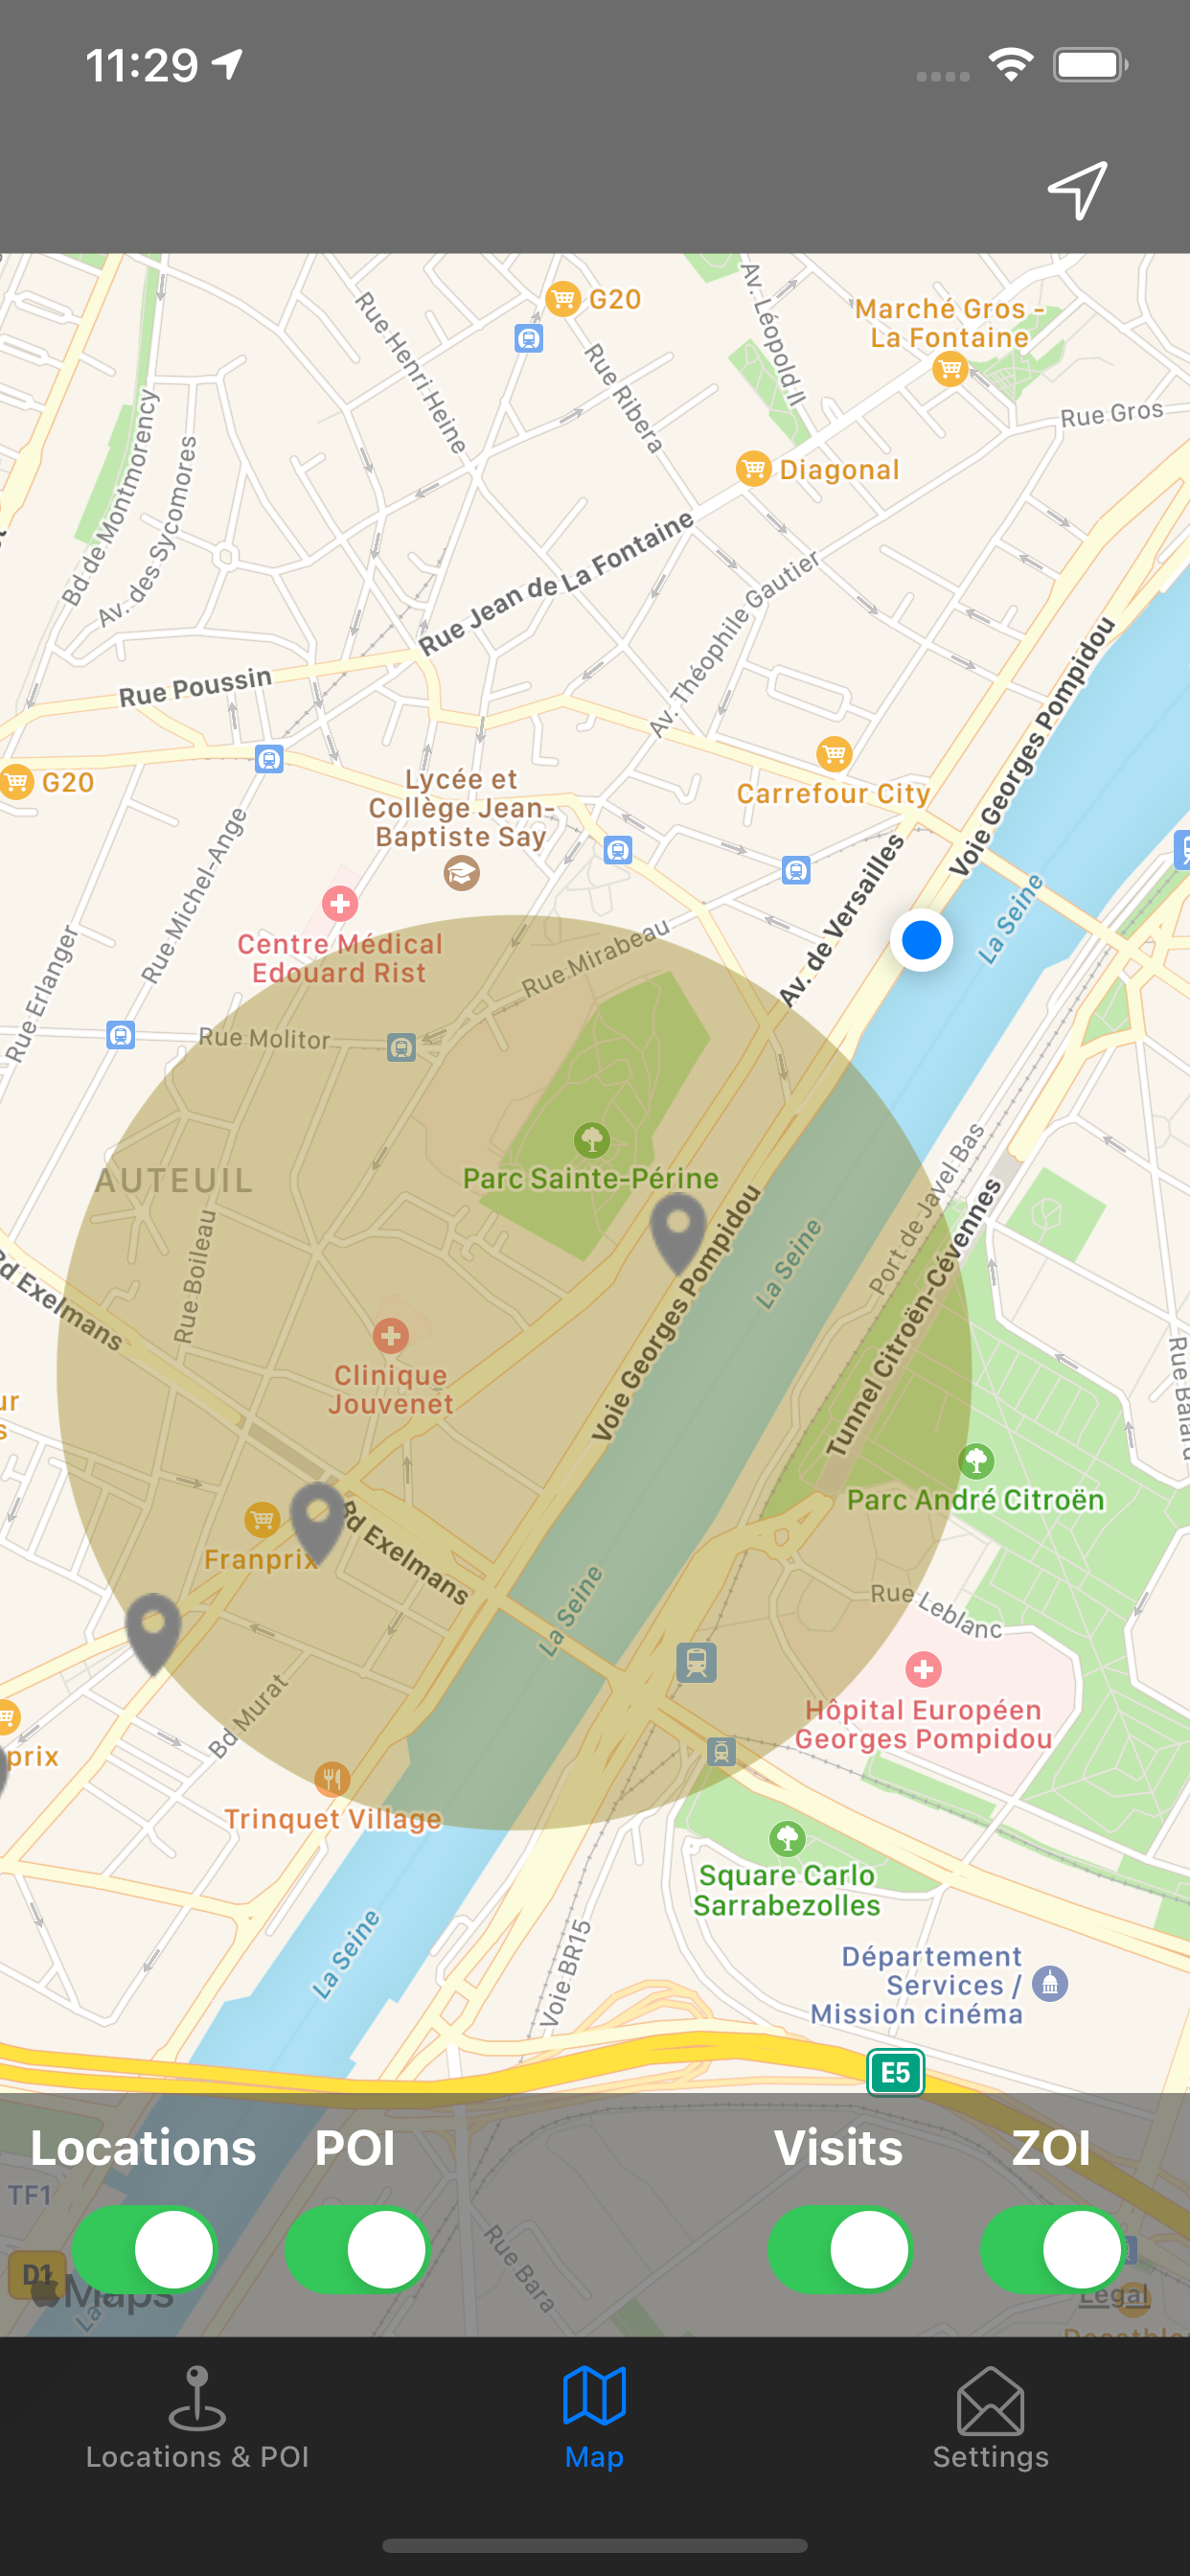 11:29
G20
Marché Gros -
La Fontaine
Av. Léopold II
Rue Henri Heine
Rue Ribera
Rue Gros
Bd de Montmorency
Av. des Sycomores
Diagonal
Rue Jean de La Fontaine
Av. Théophile Gautier
Rue Poussin
Voie Georges Pompidou
G20
Lycée et
Collège Jean-
Baptiste Say
Carrefour City
Rue Michel-Ange
Av. de Versailles
La Seine
Rue Erlanger
Centre Médical
Edouard Rist
Rue Mirabeau
Rue Molitor
AUTEUIL
Parc Sainte-Périne
Port de Javel Bas
Rue Boileau
Bd Exelmans
Voie Georges Pompidou
La Seine
Tunnel Citroën-Cévennes
Clinique
Jouvenet
Rue Balard
Parc André Citroën
Franprix
Bd Exelmans
La Seine
Rue Leblanc
Bd Murat
Hôpital Européen
Georges Pompidou
prix
Trinquet Village
Square Carlo
Sarrabezolles
La Seine
Voie BR15
Département
Services /
Mission cinéma
E5
Locations POI Visits ZOI
TF1
D1
Maps
Rue Bara
Legal
Locations & POI
Map
Settings